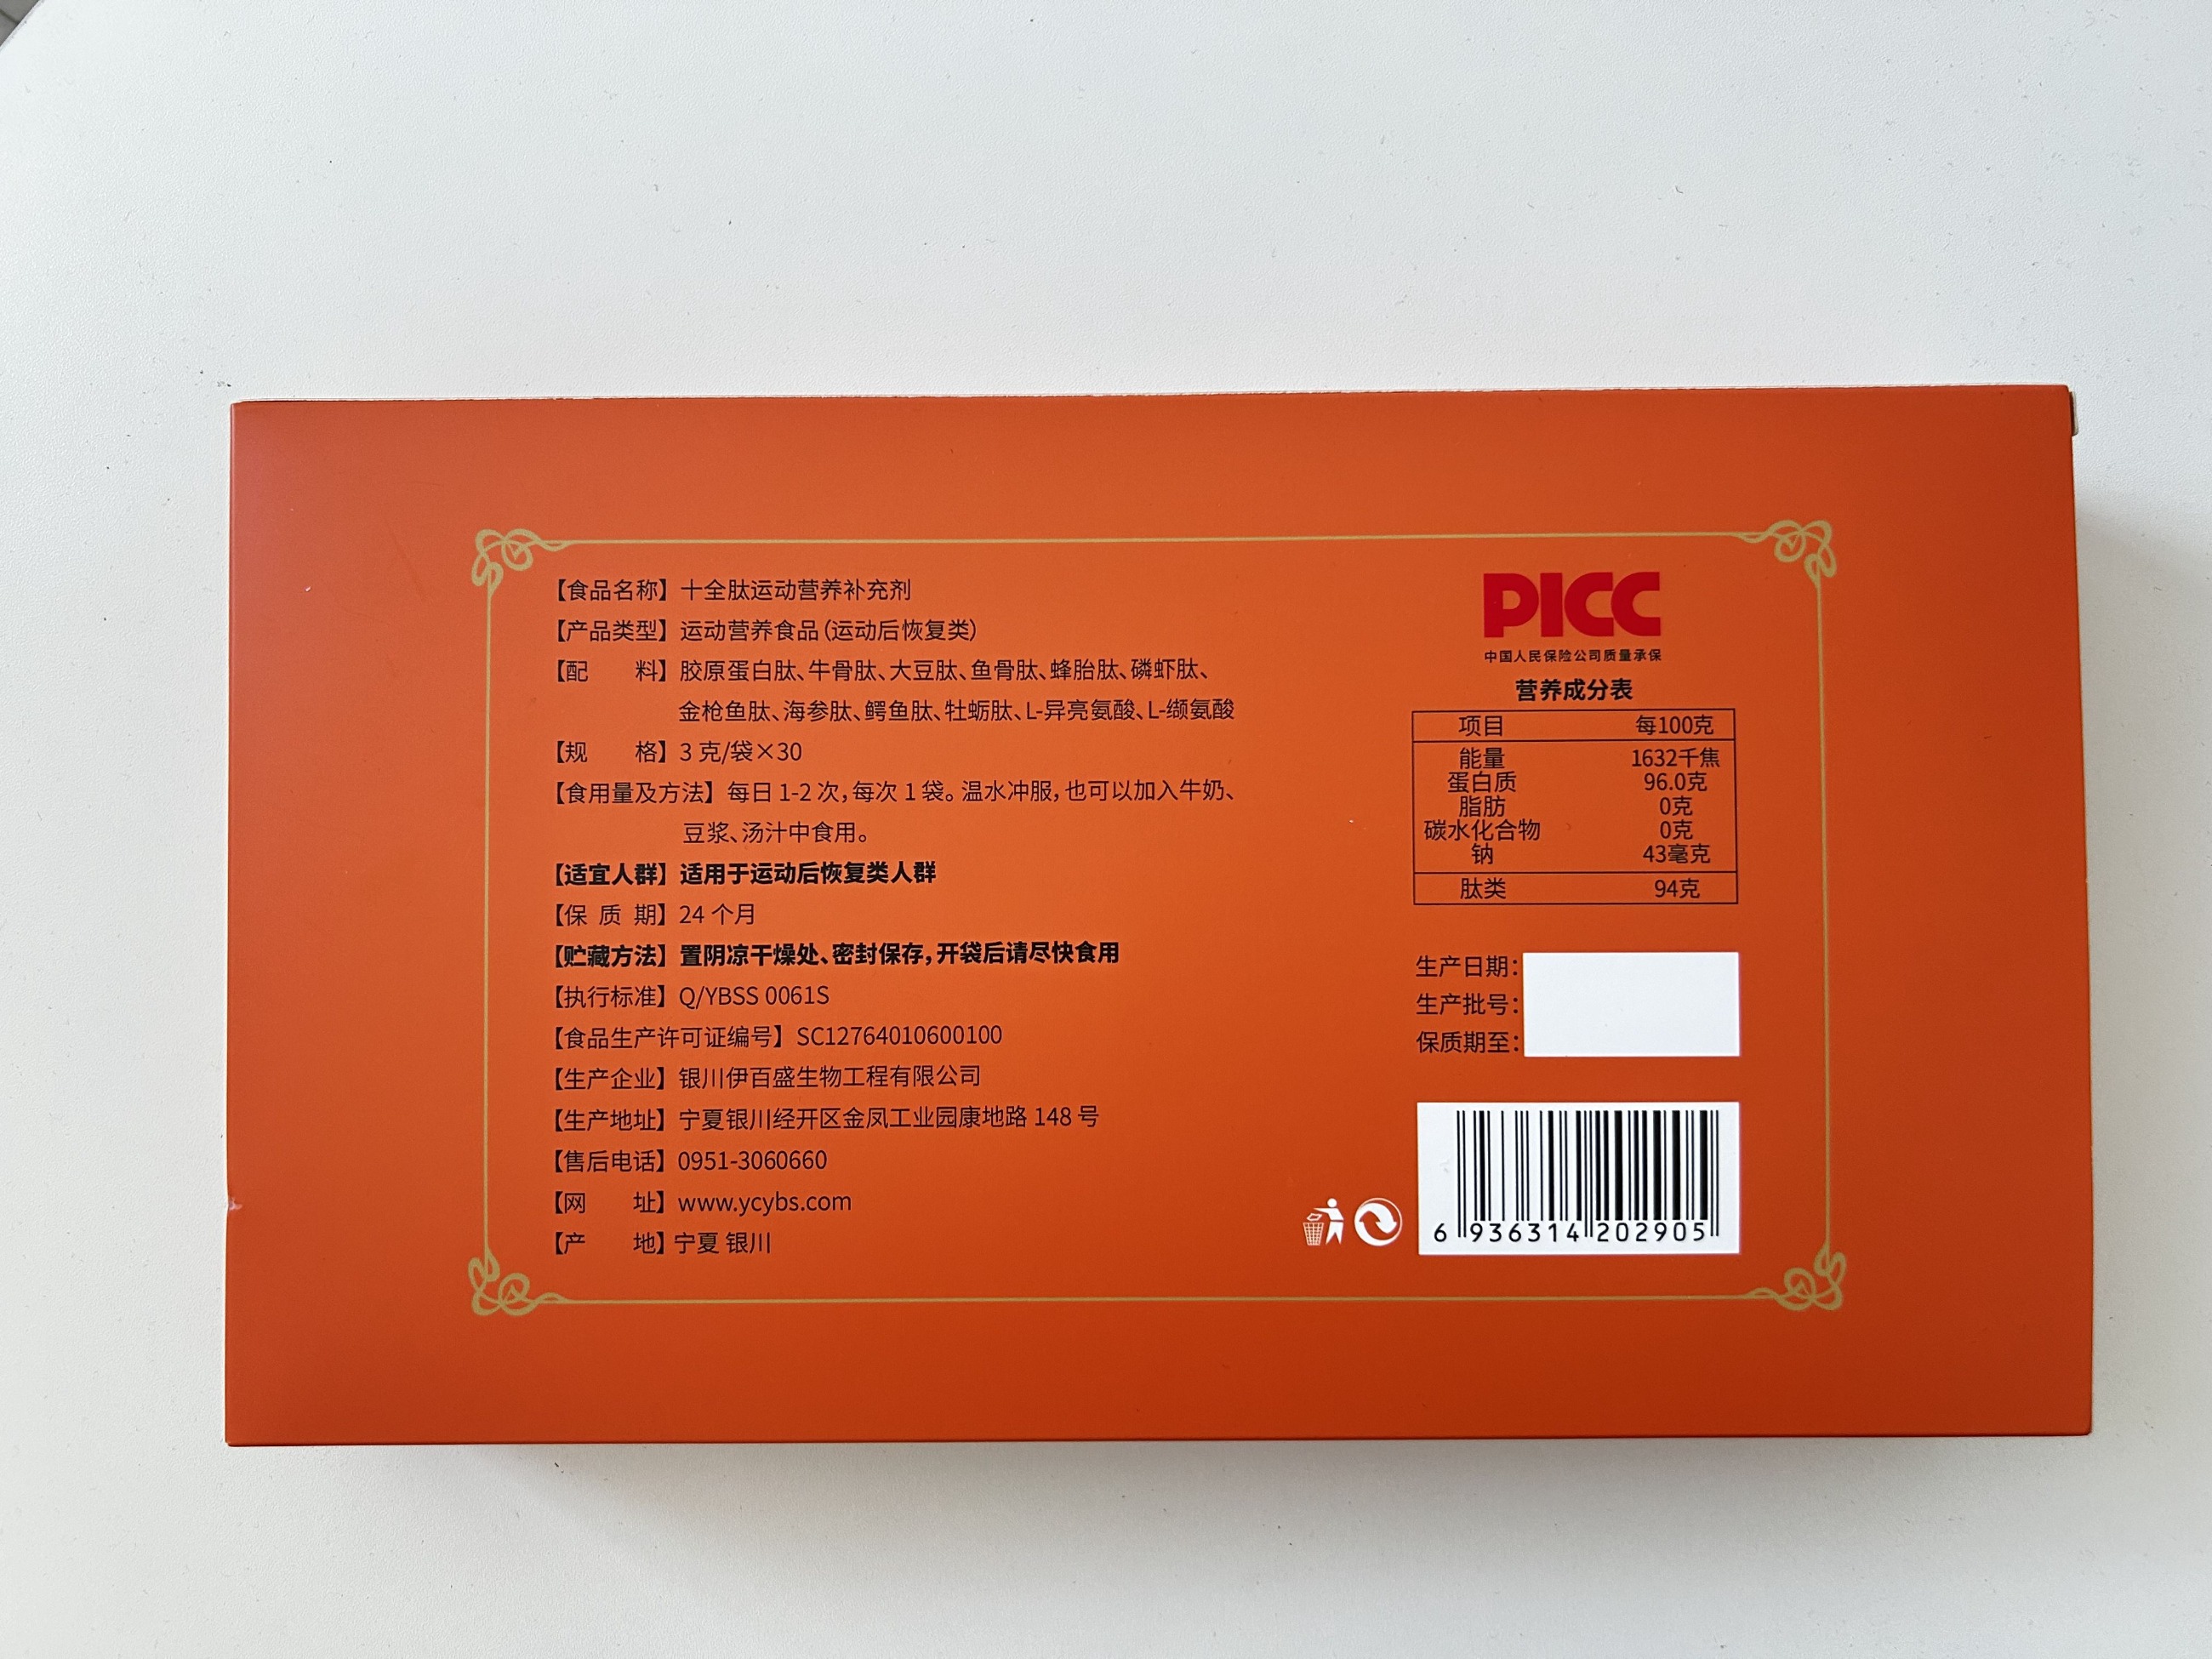 【食品名称】十全肽运动营养补充剂
【产品类型】运动营养食品(运动后恢复类)
【配　　料】胶原蛋白肽、牛骨肽、大豆肽、鱼骨肽、蜂胎肽、磷虾肽、
金枪鱼肽、海参肽、鳄鱼肽、牡蛎肽、L-异亮氨酸、L-缬氨酸
【规　　格】3 克/袋×30
【食用量及方法】每日 1-2 次，每次 1 袋。温水冲服，也可以加入牛奶、
豆浆、汤汁中食用。
【适宜人群】适用于运动后恢复类人群
【保 质 期】24 个月
【贮藏方法】置阴凉干燥处、密封保存，开袋后请尽快食用
【执行标准】Q/YBSS 0061S
【食品生产许可证编号】SC12764010600100
【生产企业】银川伊百盛生物工程有限公司
【生产地址】宁夏银川经开区金凤工业园康地路 148 号
【售后电话】0951-3060660
【网　　址】www.ycybs.com
【产　　地】宁夏 银川
PICC
中国人民保险公司质量承保
营养成分表
项目 每100克
能量 1632千焦
蛋白质 96.0克
脂肪 0克
碳水化合物 0克
钠 43毫克
肽类 94克
生产日期：
生产批号：
保质期至：
6 936314 202905